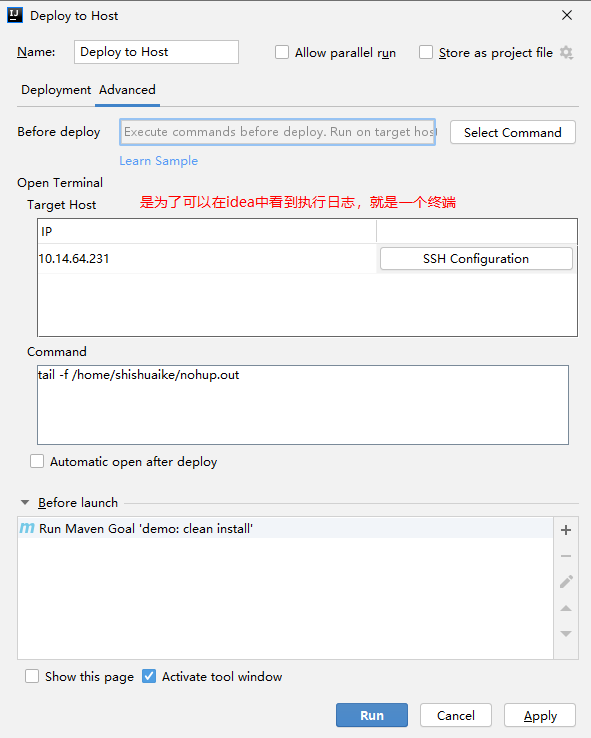 Deploy to Host
Name: Deploy to Host Allow parallel run Store as project file
Deployment Advanced
Before deploy Execute commands before deploy. Run on target host Select Command
Learn Sample
Open Terminal
Target Host 是为了可以在idea中看到执行日志，就是一个终端
IP
10.14.64.231 SSH Configuration
Command
tail -f /home/shishuaike/nohup.out
Automatic open after deploy
Before launch
m Run Maven Goal 'demo: clean install'
Show this page Activate tool window
Run Cancel Apply